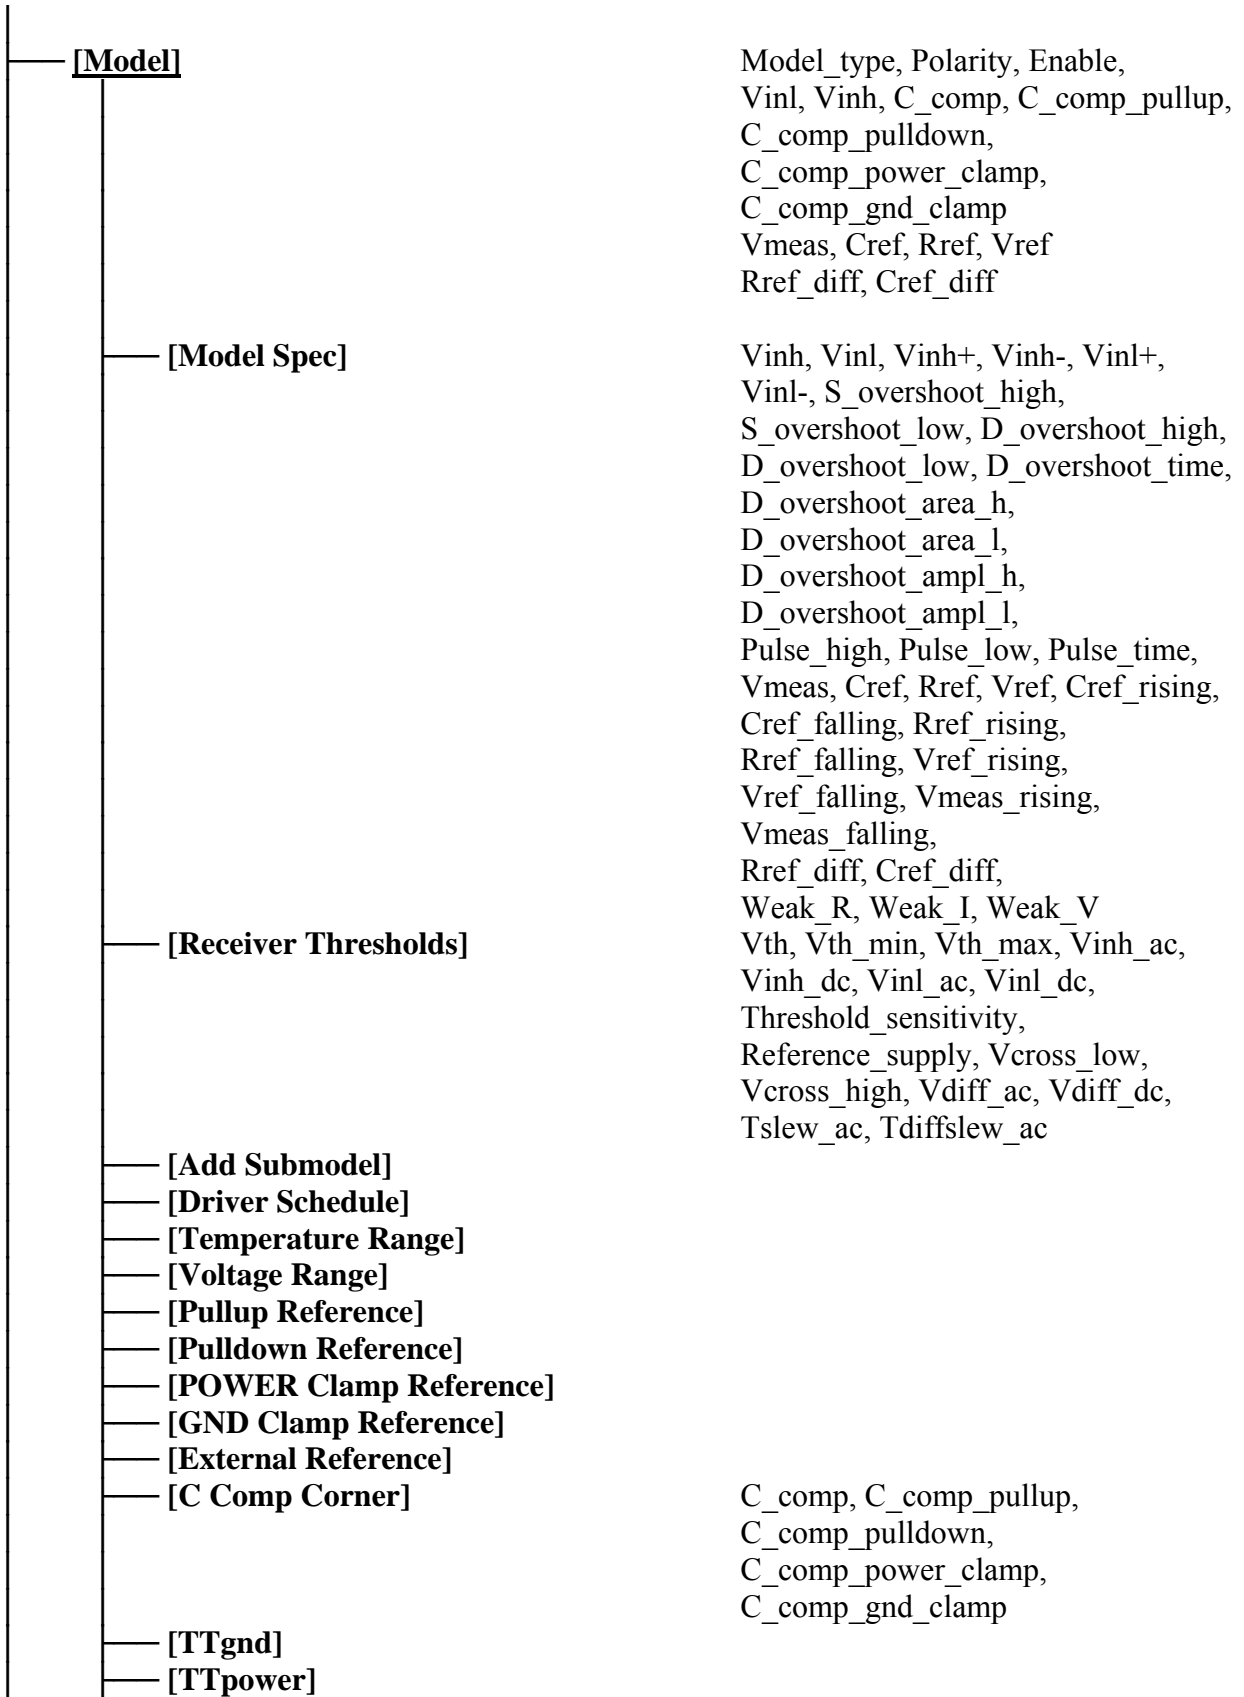 [Model] Model_type, Polarity, Enable,
Vinl, Vinh, C_comp, C_comp_pullup,
C_comp_pulldown,
C_comp_power_clamp,
C_comp_gnd_clamp
Vmeas, Cref, Rref, Vref
Rref_diff, Cref_diff
[Model Spec] Vinh, Vinl, Vinh+, Vinh-, Vinl+,
Vinl-, S_overshoot_high,
S_overshoot_low, D_overshoot_high,
D_overshoot_low, D_overshoot_time,
D_overshoot_area_h,
D_overshoot_area_l,
D_overshoot_ampl_h,
D_overshoot_ampl_l,
Pulse_high, Pulse_low, Pulse_time,
Vmeas, Cref, Rref, Vref, Cref_rising,
Cref_falling, Rref_rising,
Rref_falling, Vref_rising,
Vref_falling, Vmeas_rising,
Vmeas_falling,
Rref_diff, Cref_diff,
Weak_R, Weak_I, Weak_V
[Receiver Thresholds] Vth, Vth_min, Vth_max, Vinh_ac,
Vinh_dc, Vinl_ac, Vinl_dc,
Threshold_sensitivity,
Reference_supply, Vcross_low,
Vcross_high, Vdiff_ac, Vdiff_dc,
Tslew_ac, Tdiffslew_ac
[Add Submodel]
[Driver Schedule]
[Temperature Range]
[Voltage Range]
[Pullup Reference]
[Pulldown Reference]
[POWER Clamp Reference]
[GND Clamp Reference]
[External Reference]
[C Comp Corner] C_comp, C_comp_pullup,
C_comp_pulldown,
C_comp_power_clamp,
C_comp_gnd_clamp
[TTgnd]
[TTpower]